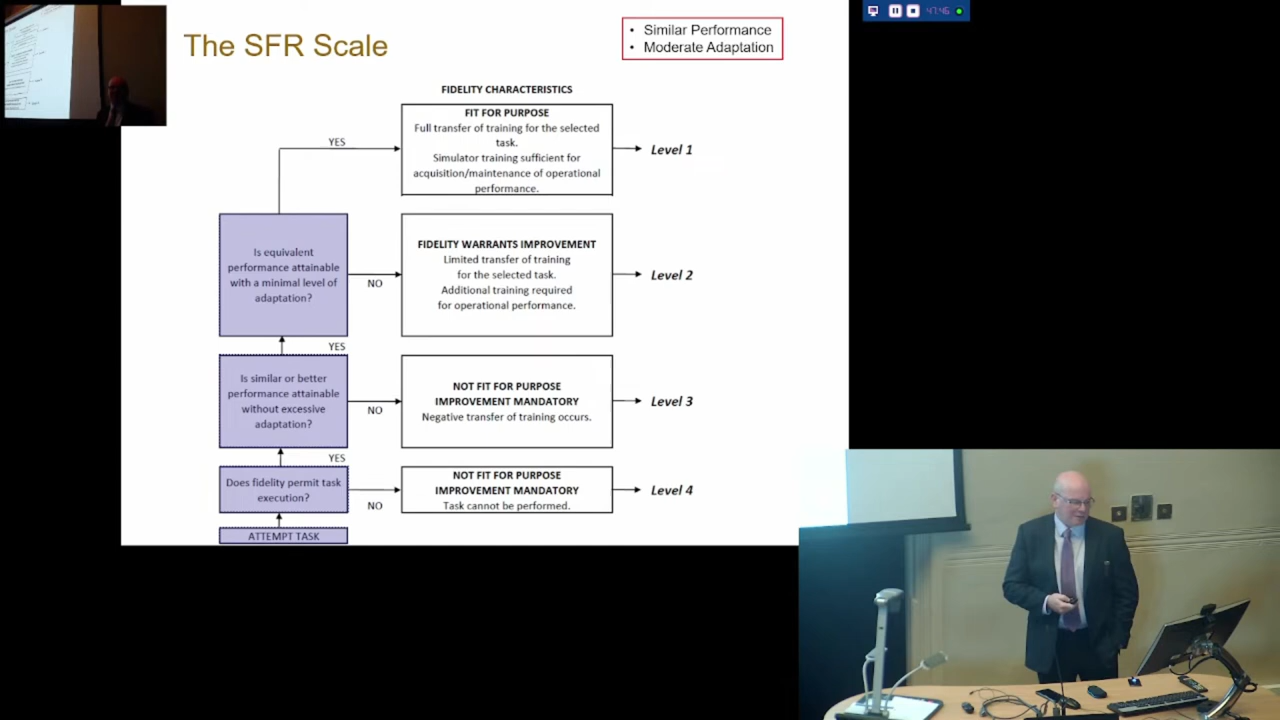 The SFR Scale
• Similar Performance
• Moderate Adaptation
47:46
FIDELITY CHARACTERISTICS
FIT FOR PURPOSE
Full transfer of training for the selected
task.
Simulator training sufficient for
acquisition/maintenance of operational
performance.
YES
Level 1
Is equivalent
performance attainable
with a minimal level of
adaptation?
NO
FIDELITY WARRANTS IMPROVEMENT
Limited transfer of training
for the selected task.
Additional training required
for operational performance.
Level 2
YES
Is similar or better
performance attainable
without excessive
adaptation?
NO
NOT FIT FOR PURPOSE
IMPROVEMENT MANDATORY
Negative transfer of training occurs.
Level 3
YES
Does fidelity permit task
execution?
NO
NOT FIT FOR PURPOSE
IMPROVEMENT MANDATORY
Task cannot be performed.
Level 4
ATTEMPT TASK